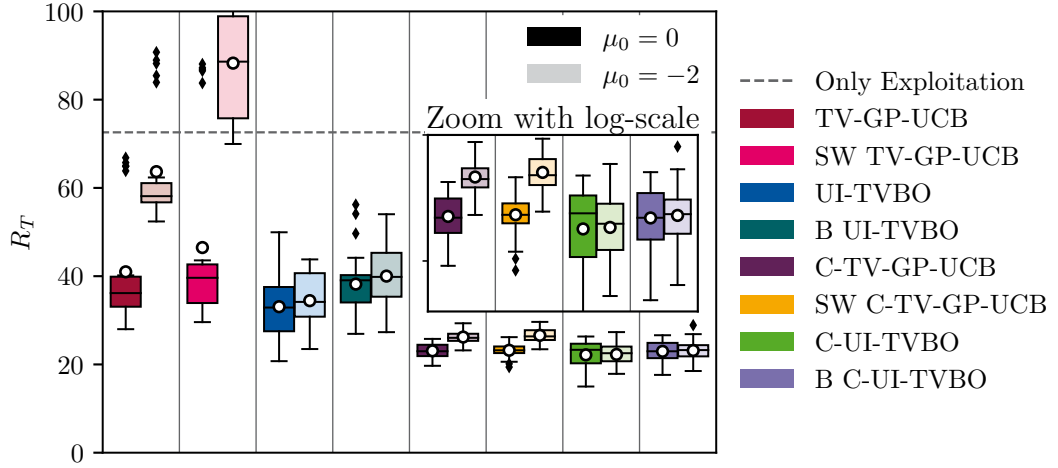 100
80
60
40
20
0
R_T
μ_0 = 0
μ_0 = −2
Zoom with log-scale
Only Exploitation
TV-GP-UCB
SW TV-GP-UCB
UI-TVBO
B UI-TVBO
C-TV-GP-UCB
SW C-TV-GP-UCB
C-UI-TVBO
B C-UI-TVBO